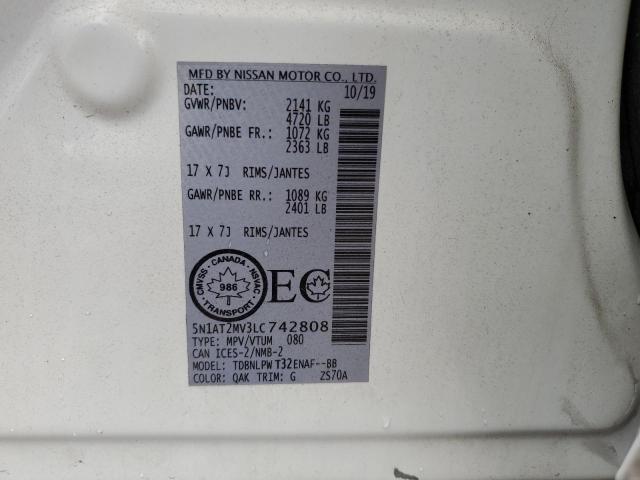 MFD BY NISSAN MOTOR CO., LTD.
DATE: 10/19
GVWR/PNBV: 2141 KG
4720 LB
GAWR/PNBE FR.: 1072 KG
2363 LB
17 X 7J RIMS/JANTES
GAWR/PNBE RR.: 1089 KG
2401 LB
17 X 7J RIMS/JANTES
CMVSS · CANADA · NSVAC
986
TRANSPORT
EC
5N1AT2MV3LC742808
TYPE: MPV/VTUM 080
CAN ICES-2/NMB-2
MODEL: TDBNLPW T32ENAF--BB
COLOR: QAK TRIM: G 2S70A